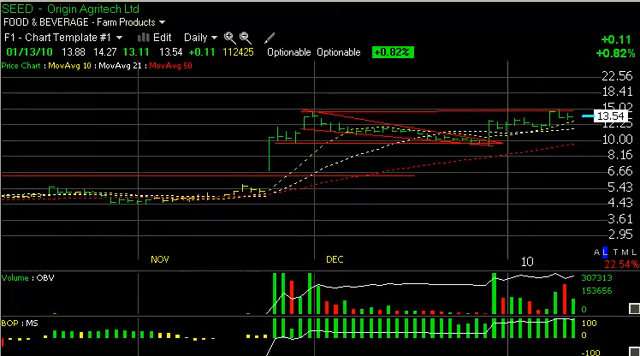 SEED - Origin Agritech Ltd
FOOD & BEVERAGE - Farm Products
F1 - Chart Template #1 Edit Daily
01/13/10 13.88 14.27 13.11 13.54 +0.11 112425 Optionable Optionable +0.82%
+0.11
+0.82%
Price Chart : MovAvg 10 : MovAvg 21 : MovAvg 50
22.56
18.41
15.02
13.54
12.25
10.00
8.16
6.66
5.43
4.43
3.61
2.95
A L T M L
NOV DEC 10
22.54%
Volume : OBV
307313
153656
0
BOP : MS
100
0
-100